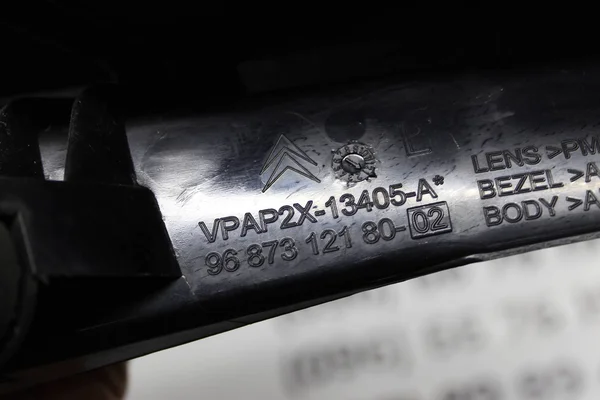 VPAP2X-13405-A*
96 873 121 80-02
LENS >PM
BEZEL >A
BODY >A